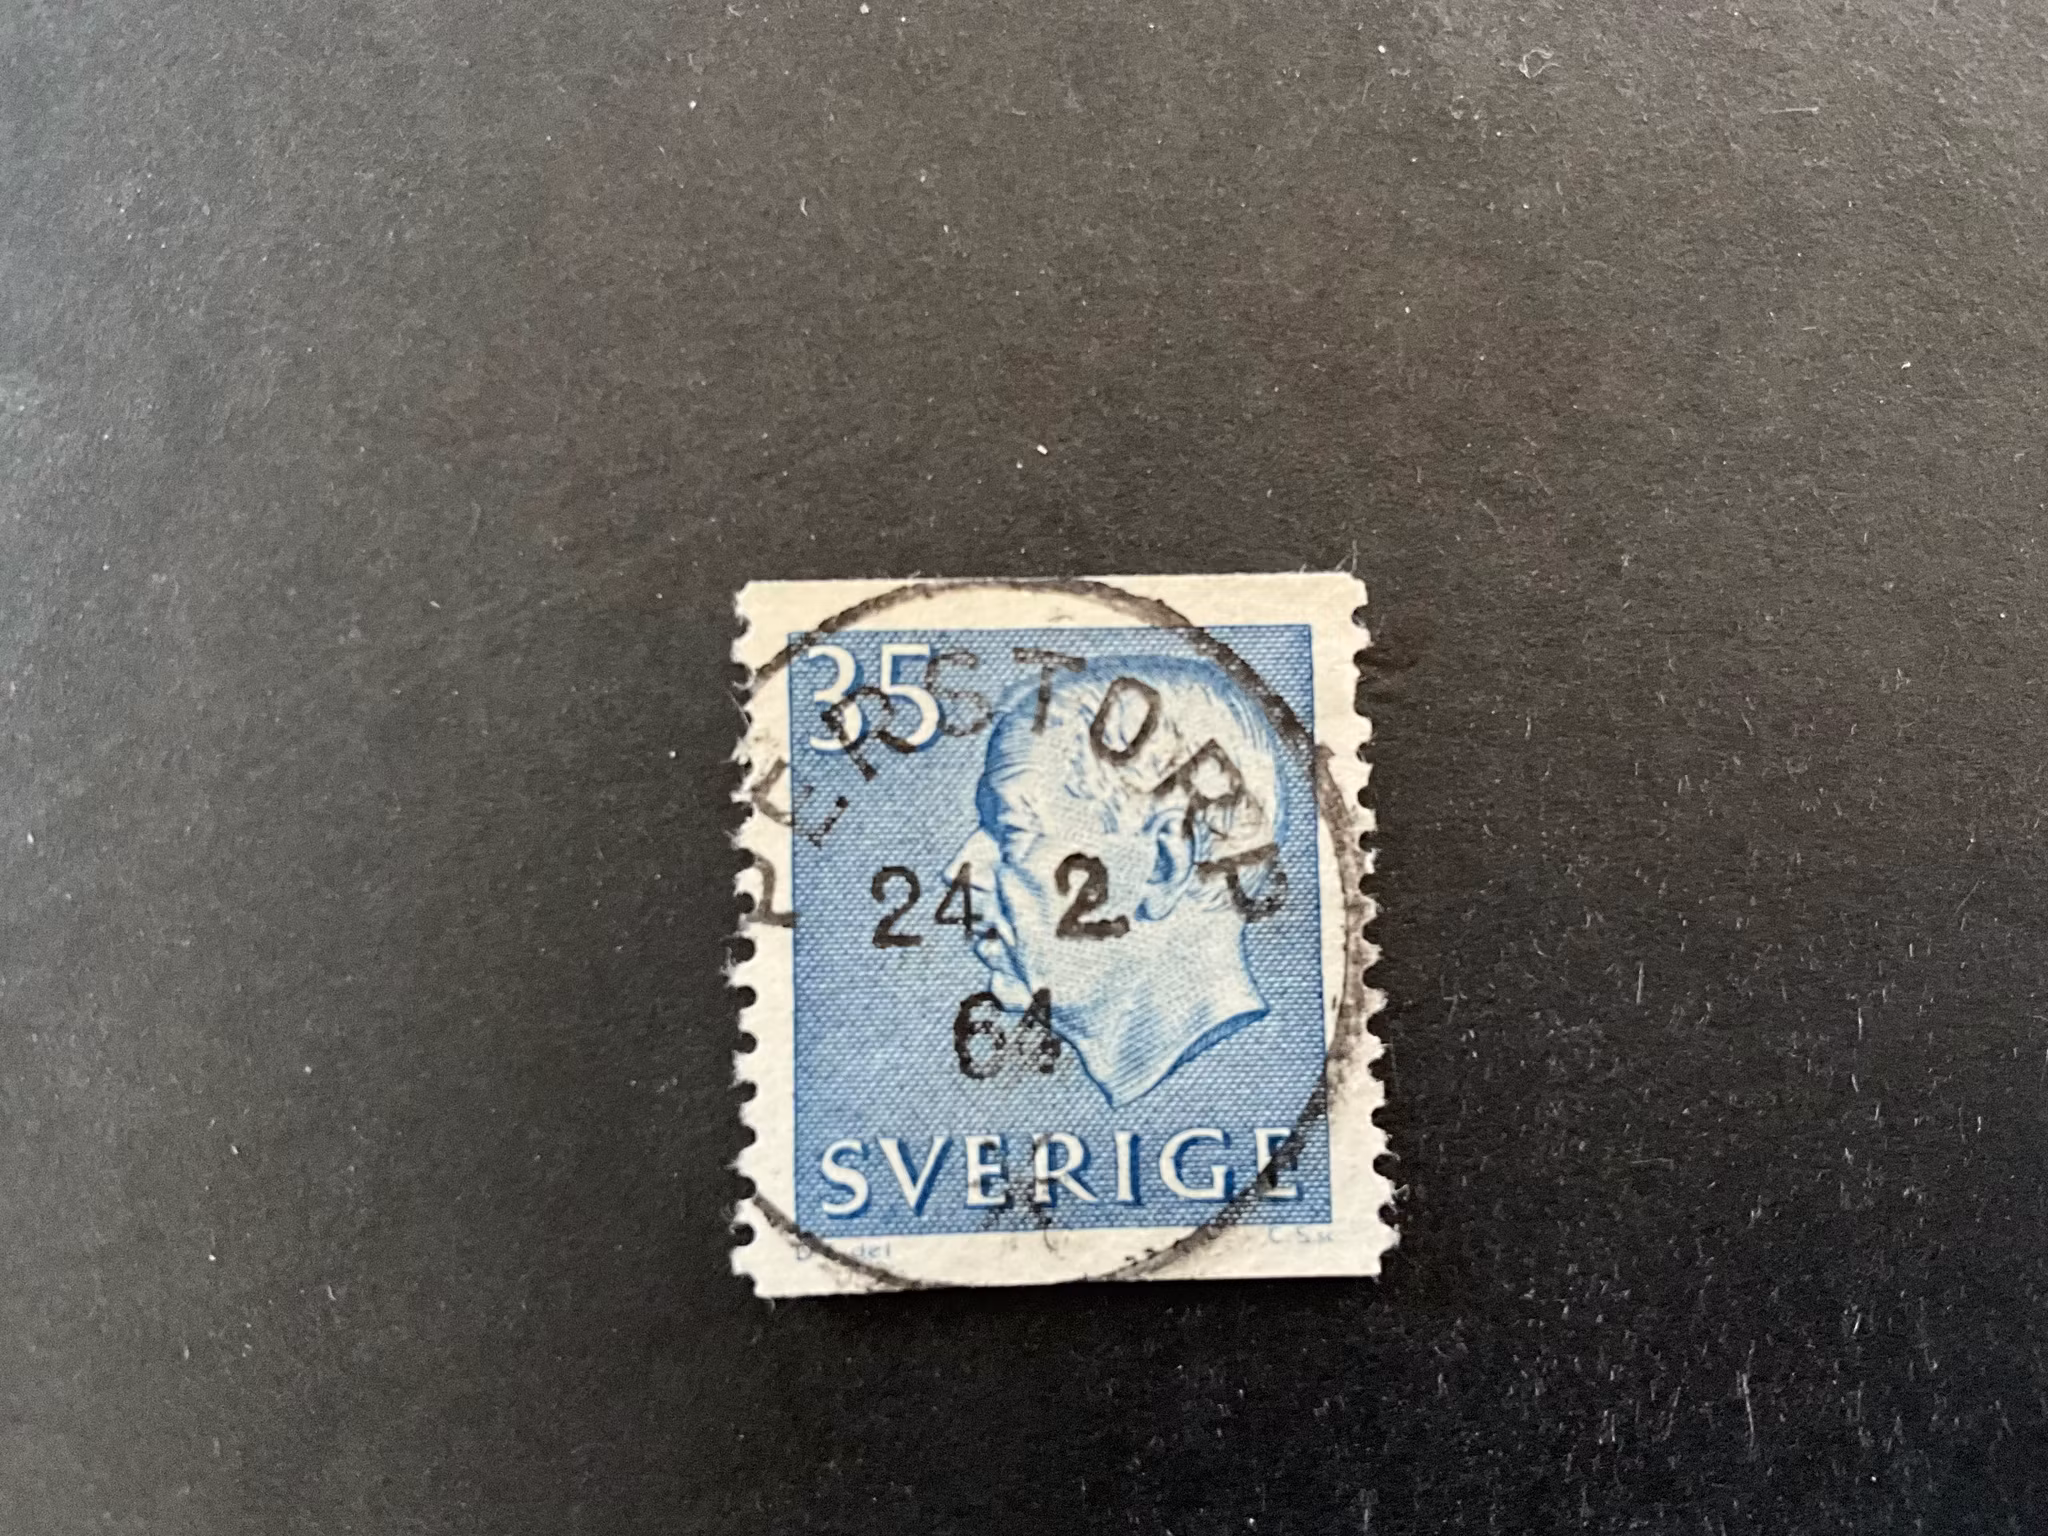 35
PERSTORP
24. 2.
64
SVERIGE